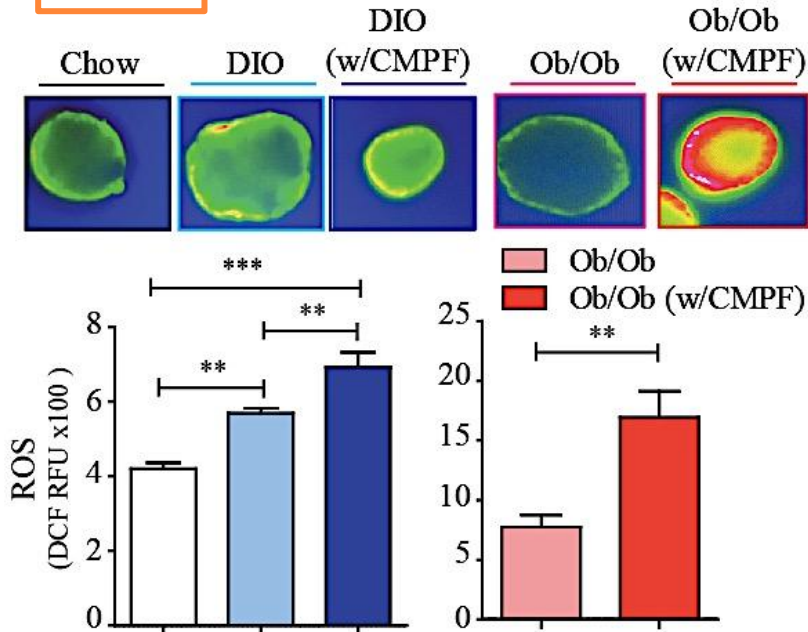 Chow
DIO
DIO
(w/CMPF)
Ob/Ob
Ob/Ob
(w/CMPF)
ROS
(DCF RFU x100 )
8
6
4
2
0
***
**
**
Ob/Ob
Ob/Ob (w/CMPF)
25
20
15
10
5
0
**